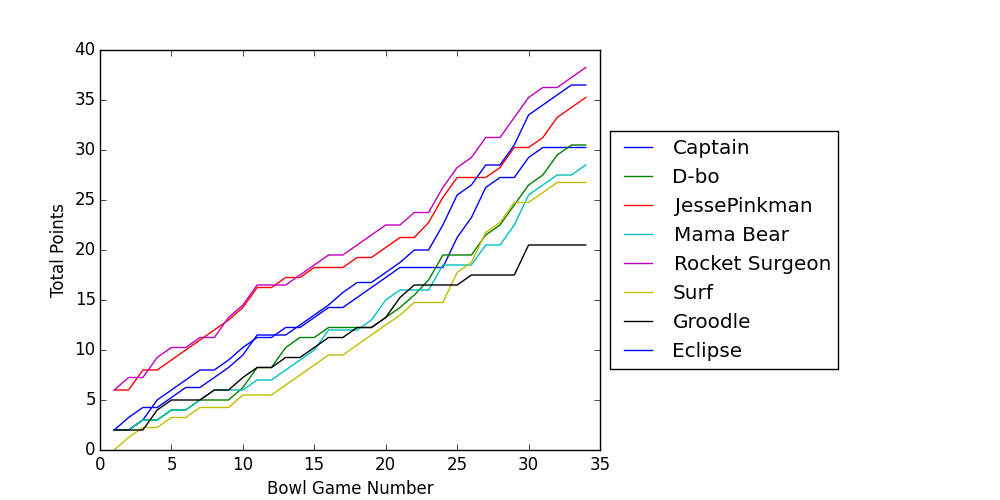 40
35
30
25
20
15
10
5
0
Total Points
0 5 10 15 20 25 30 35
Bowl Game Number
Captain
D-bo
JessePinkman
Mama Bear
Rocket Surgeon
Surf
Groodle
Eclipse